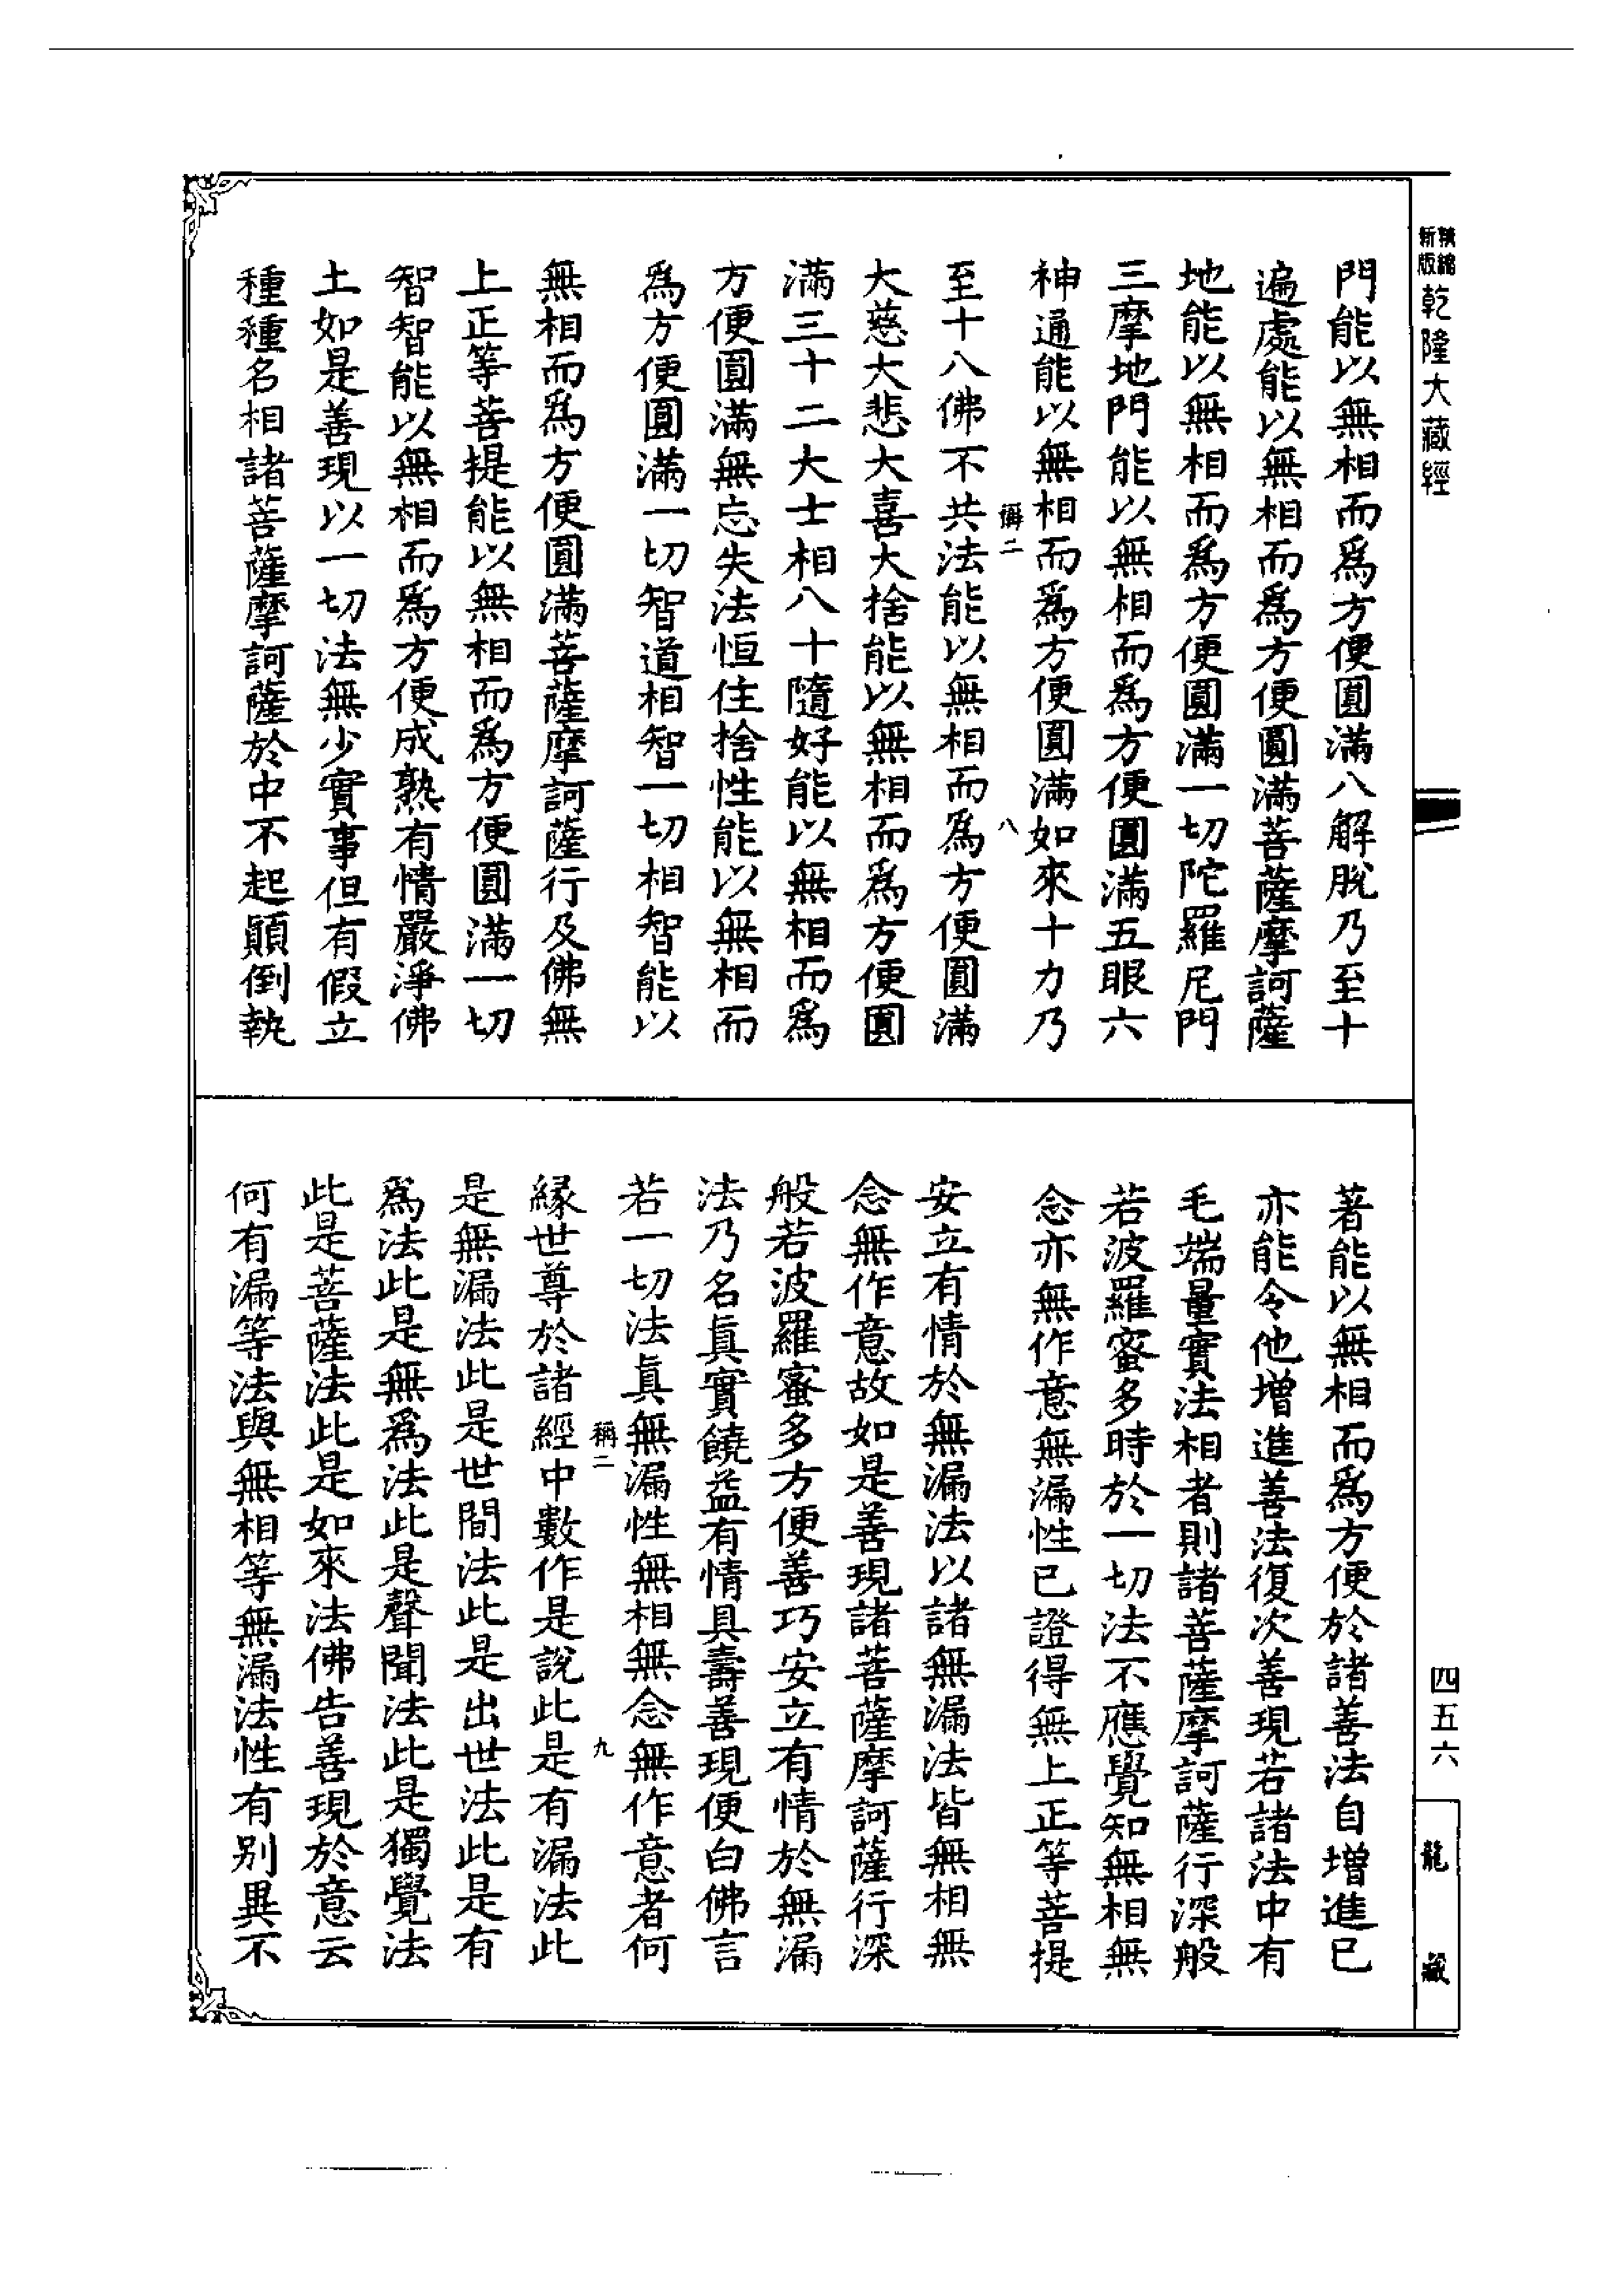 新版精縮
乾隆大藏經
門能以無相而爲方便圓滿八解脫乃至十
遍處能以無相而爲方便圓滿菩薩摩訶薩
地能以無相而爲方便圓滿一切陀羅尼門
三摩地門能以無相而爲方便圓滿五眼六
神通能以無相而爲方便圓滿如來十力乃
稱二
八
至十八佛不共法能以無相而爲方便圓滿
大慈大悲大喜大捨能以無相而爲方便圓
滿三十二大士相八十隨好能以無相而爲
方便圓滿無忘失法恒住捨性能以無相而
爲方便圓滿一切智道相智一切相智能以
無相而爲方便圓滿菩薩摩訶薩行及佛無
上正等菩提能以無相而爲方便圓滿一切
智智能以無相而爲方便成熟有情嚴淨佛
土如是善現以一切法無少實事但有假立
種種名相諸菩薩摩訶薩於中不起顛倒執
著能以無相而爲方便於諸善法自增進已
亦能令他增進善法復次善現若諸法中有
毛端量實法相者則諸菩薩摩訶薩行深般
若波羅蜜多時於一切法不應覺知無相無
念亦無作意無漏性已證得無上正等菩提
安立有情於無漏法以諸無漏法皆無相無
念無作意故如是善現諸菩薩摩訶薩行深
般若波羅蜜多方便善巧安立有情於無漏
法乃名眞實饒益有情具壽善現便白佛言
若一切法眞無漏性無相無念無作意者何
稱二
九
緣世尊於諸經中數作是說此是有漏法此
是無漏法此是世間法此是出世法此是有
爲法此是無爲法此是聲聞法此是獨覺法
此是菩薩法此是如來法佛告善現於意云
何有漏等法與無相等無漏法性有別異不
四五六
龍藏